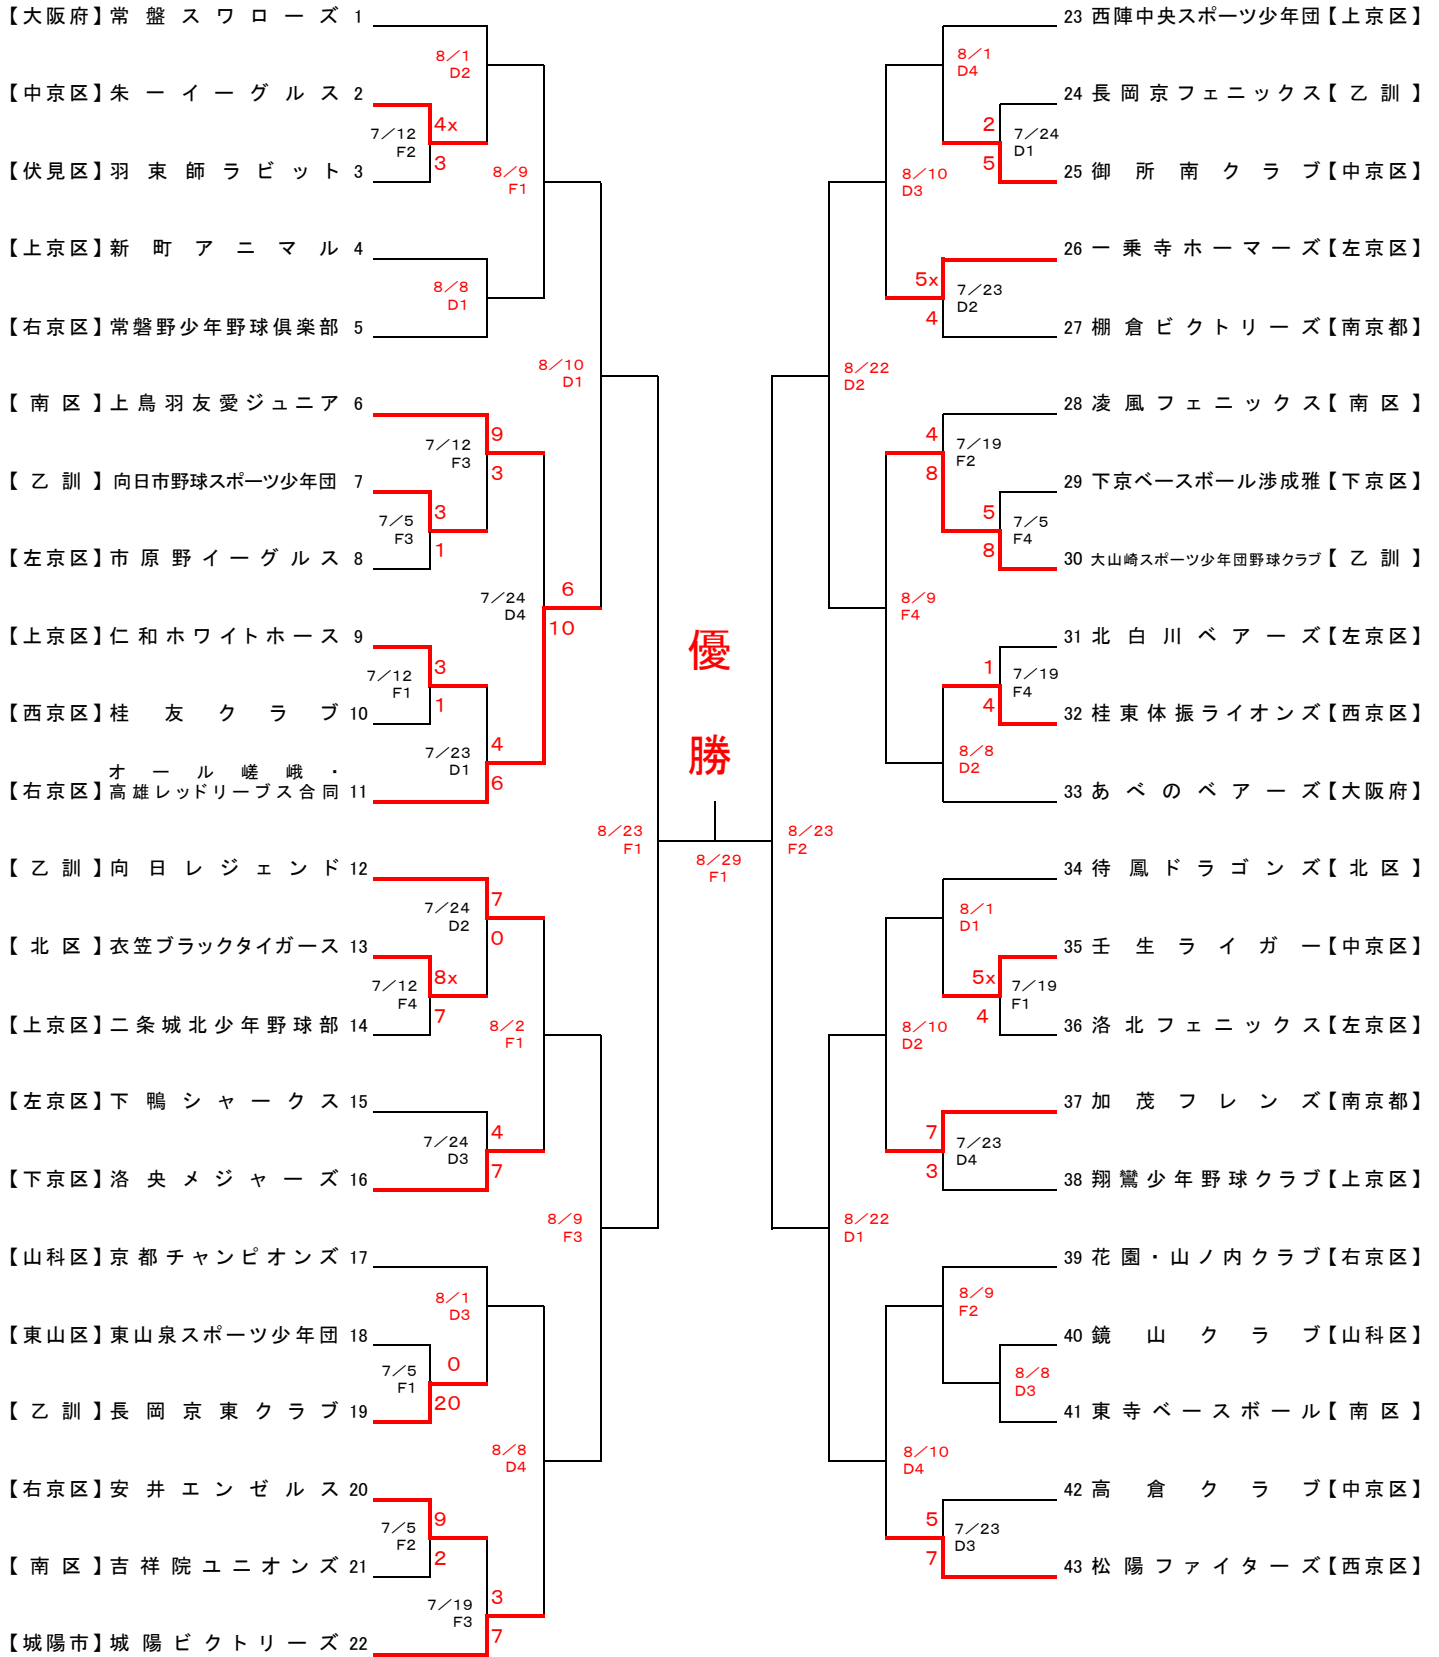 【大阪府】常盤スワローズ 1
8/1
D2
【中京区】朱一イーグルス 2
4x
7/12
F2
3
【伏見区】羽束師ラビット 3
8/9
F1
【上京区】新町アニマル 4
8/8
D1
【右京区】常磐野少年野球倶楽部 5
8/10
D1
【南区】上鳥羽友愛ジュニア 6
9
7/12
F3
3
【乙訓】向日市野球スポーツ少年団 7
3
7/5
F3
1
【左京区】市原野イーグルス 8
7/24
D4
6
10
【上京区】仁和ホワイトホース 9
3
7/12
F1
1
【西京区】桂友クラブ 10
4
7/23
D1
6
オール嵯峨・
【右京区】高雄レッドリーブス合同 11
8/23
F1
【乙訓】向日レジェンド 12
7
7/24
D2
0
【北区】衣笠ブラックタイガース 13
8x
7/12
F4
7
【上京区】二条城北少年野球部 14
8/2
F1
【左京区】下鴨シャークス 15
4
7/24
D3
7
【下京区】洛央メジャーズ 16
8/9
F3
【山科区】京都チャンピオンズ 17
8/1
D3
【東山区】東山泉スポーツ少年団 18
0
7/5
F1
20
【乙訓】長岡京東クラブ 19
8/8
D4
【右京区】安井エンゼルス 20
9
7/5
F2
2
【南区】吉祥院ユニオンズ 21
3
7/19
F3
7
【城陽市】城陽ビクトリーズ 22
優
勝
8/29
F1
23 西陣中央スポーツ少年団【上京区】
8/1
D4
24 長岡京フェニックス【乙訓】
2
7/24
D1
5
25 御所南クラブ【中京区】
8/10
D3
26 一乗寺ホーマーズ【左京区】
5x
7/23
D2
4
27 棚倉ビクトリーズ【南京都】
8/22
D2
28 凌風フェニックス【南区】
4
7/19
F2
8
29 下京ベースボール渉成雅【下京区】
5
7/5
F4
8
30 大山崎スポーツ少年団野球クラブ【乙訓】
8/9
F4
31 北白川ベアーズ【左京区】
1
7/19
F4
4
32 桂東体振ライオンズ【西京区】
8/8
D2
33 あべのベアーズ【大阪府】
8/23
F2
34 待鳳ドラゴンズ【北区】
8/1
D1
35 壬生ライガー【中京区】
5x
7/19
F1
4
36 洛北フェニックス【左京区】
8/10
D2
37 加茂フレンズ【南京都】
7
7/23
D4
3
38 翔鸞少年野球クラブ【上京区】
8/22
D1
39 花園・山ノ内クラブ【右京区】
8/9
F2
40 鏡山クラブ【山科区】
8/8
D3
41 東寺ベースボール【南区】
8/10
D4
42 高倉クラブ【中京区】
5
7/23
D3
7
43 松陽ファイターズ【西京区】